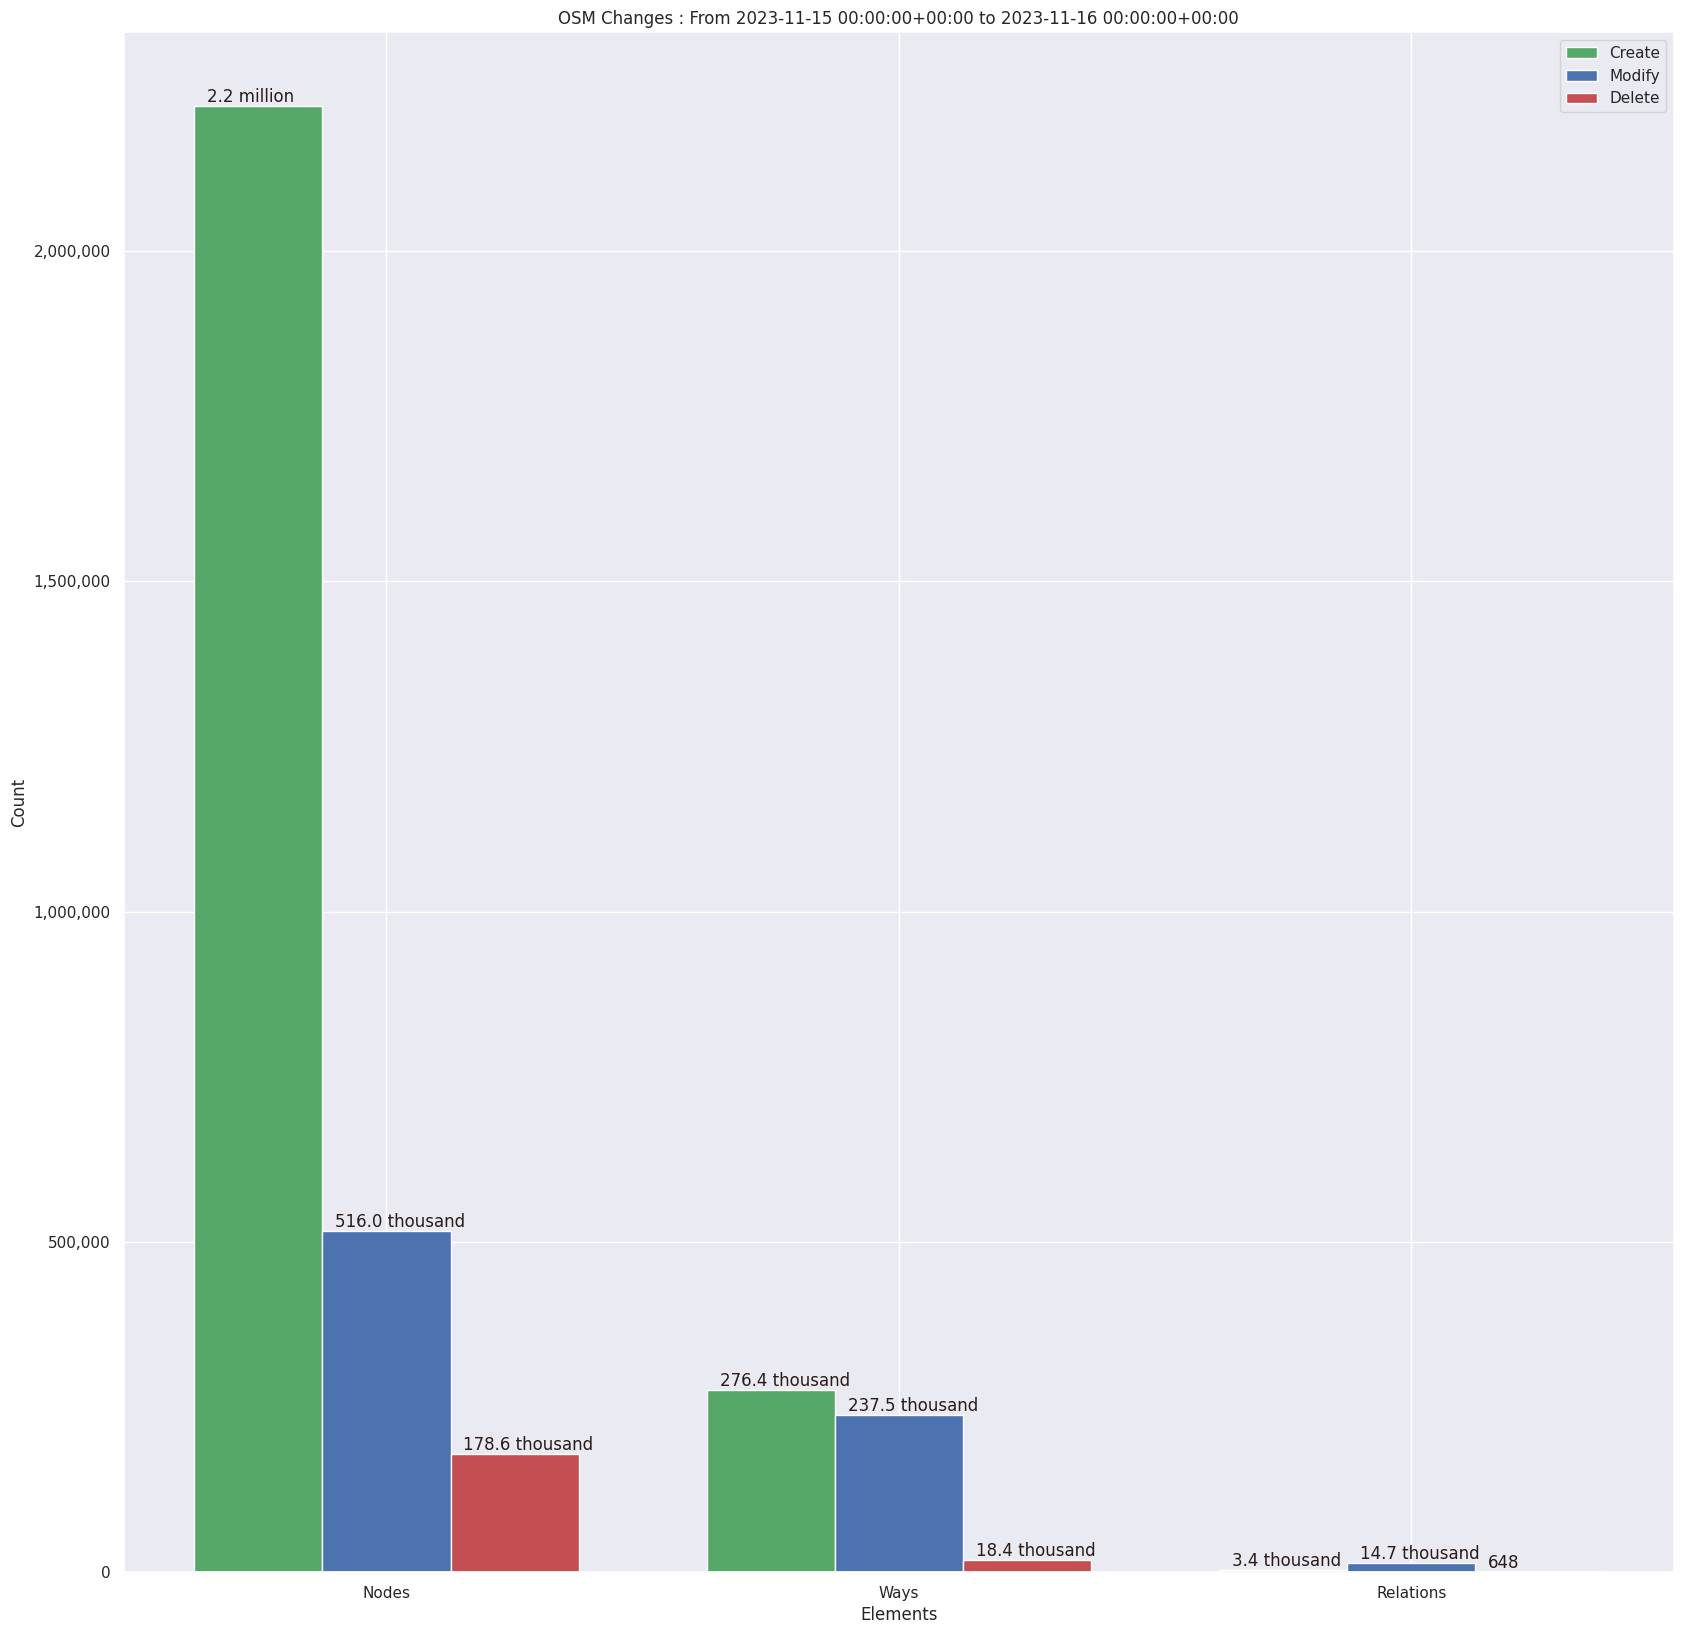 OSM Changes : From 2023-11-15 00:00:00+00:00 to 2023-11-16 00:00:00+00:00
Create
Modify
Delete
2.2 million
2,000,000
1,500,000
1,000,000
500,000
0
Count
516.0 thousand
178.6 thousand
276.4 thousand
237.5 thousand
18.4 thousand
3.4 thousand
14.7 thousand
648
Nodes
Ways
Relations
Elements